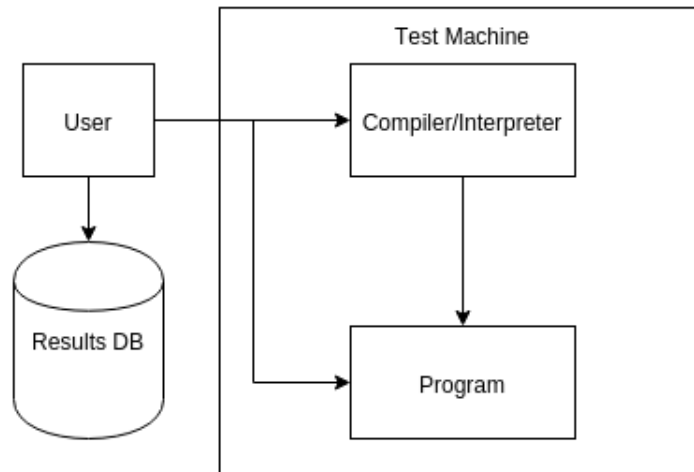 Test Machine
User
Compiler/Interpreter
Results DB
Program